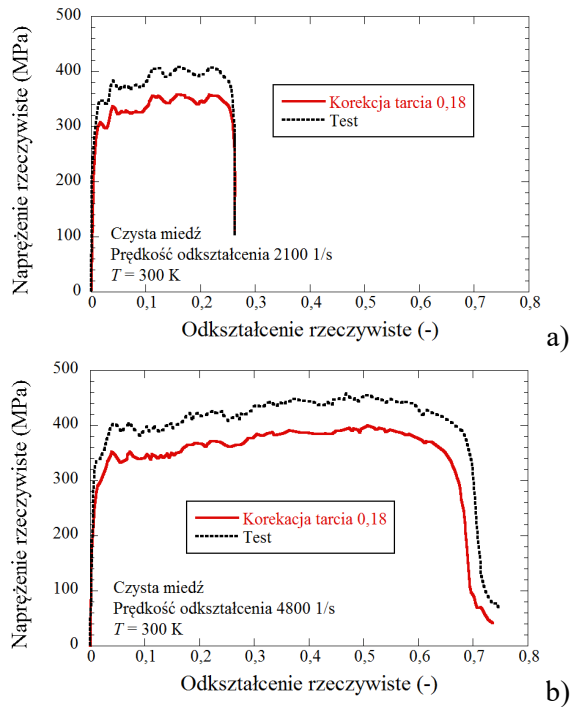 500
400
300
200
100
0
Naprężenie rzeczywiste (MPa)
Korekcja tarcia 0,18
Test
Czysta miedź
Prędkość odkształcenia 2100 1/s
T = 300 K
0 0,1 0,2 0,3 0,4 0,5 0,6 0,7 0,8
Odkształcenie rzeczywiste (-)
a)
500
400
300
200
100
0
Naprężenie rzeczywiste (MPa)
Korekacja tarcia 0,18
Test
Czysta miedź
Prędkość odkształcenia 4800 1/s
T = 300 K
0 0,1 0,2 0,3 0,4 0,5 0,6 0,7 0,8
Odkształcenie rzeczywiste (-)
b)